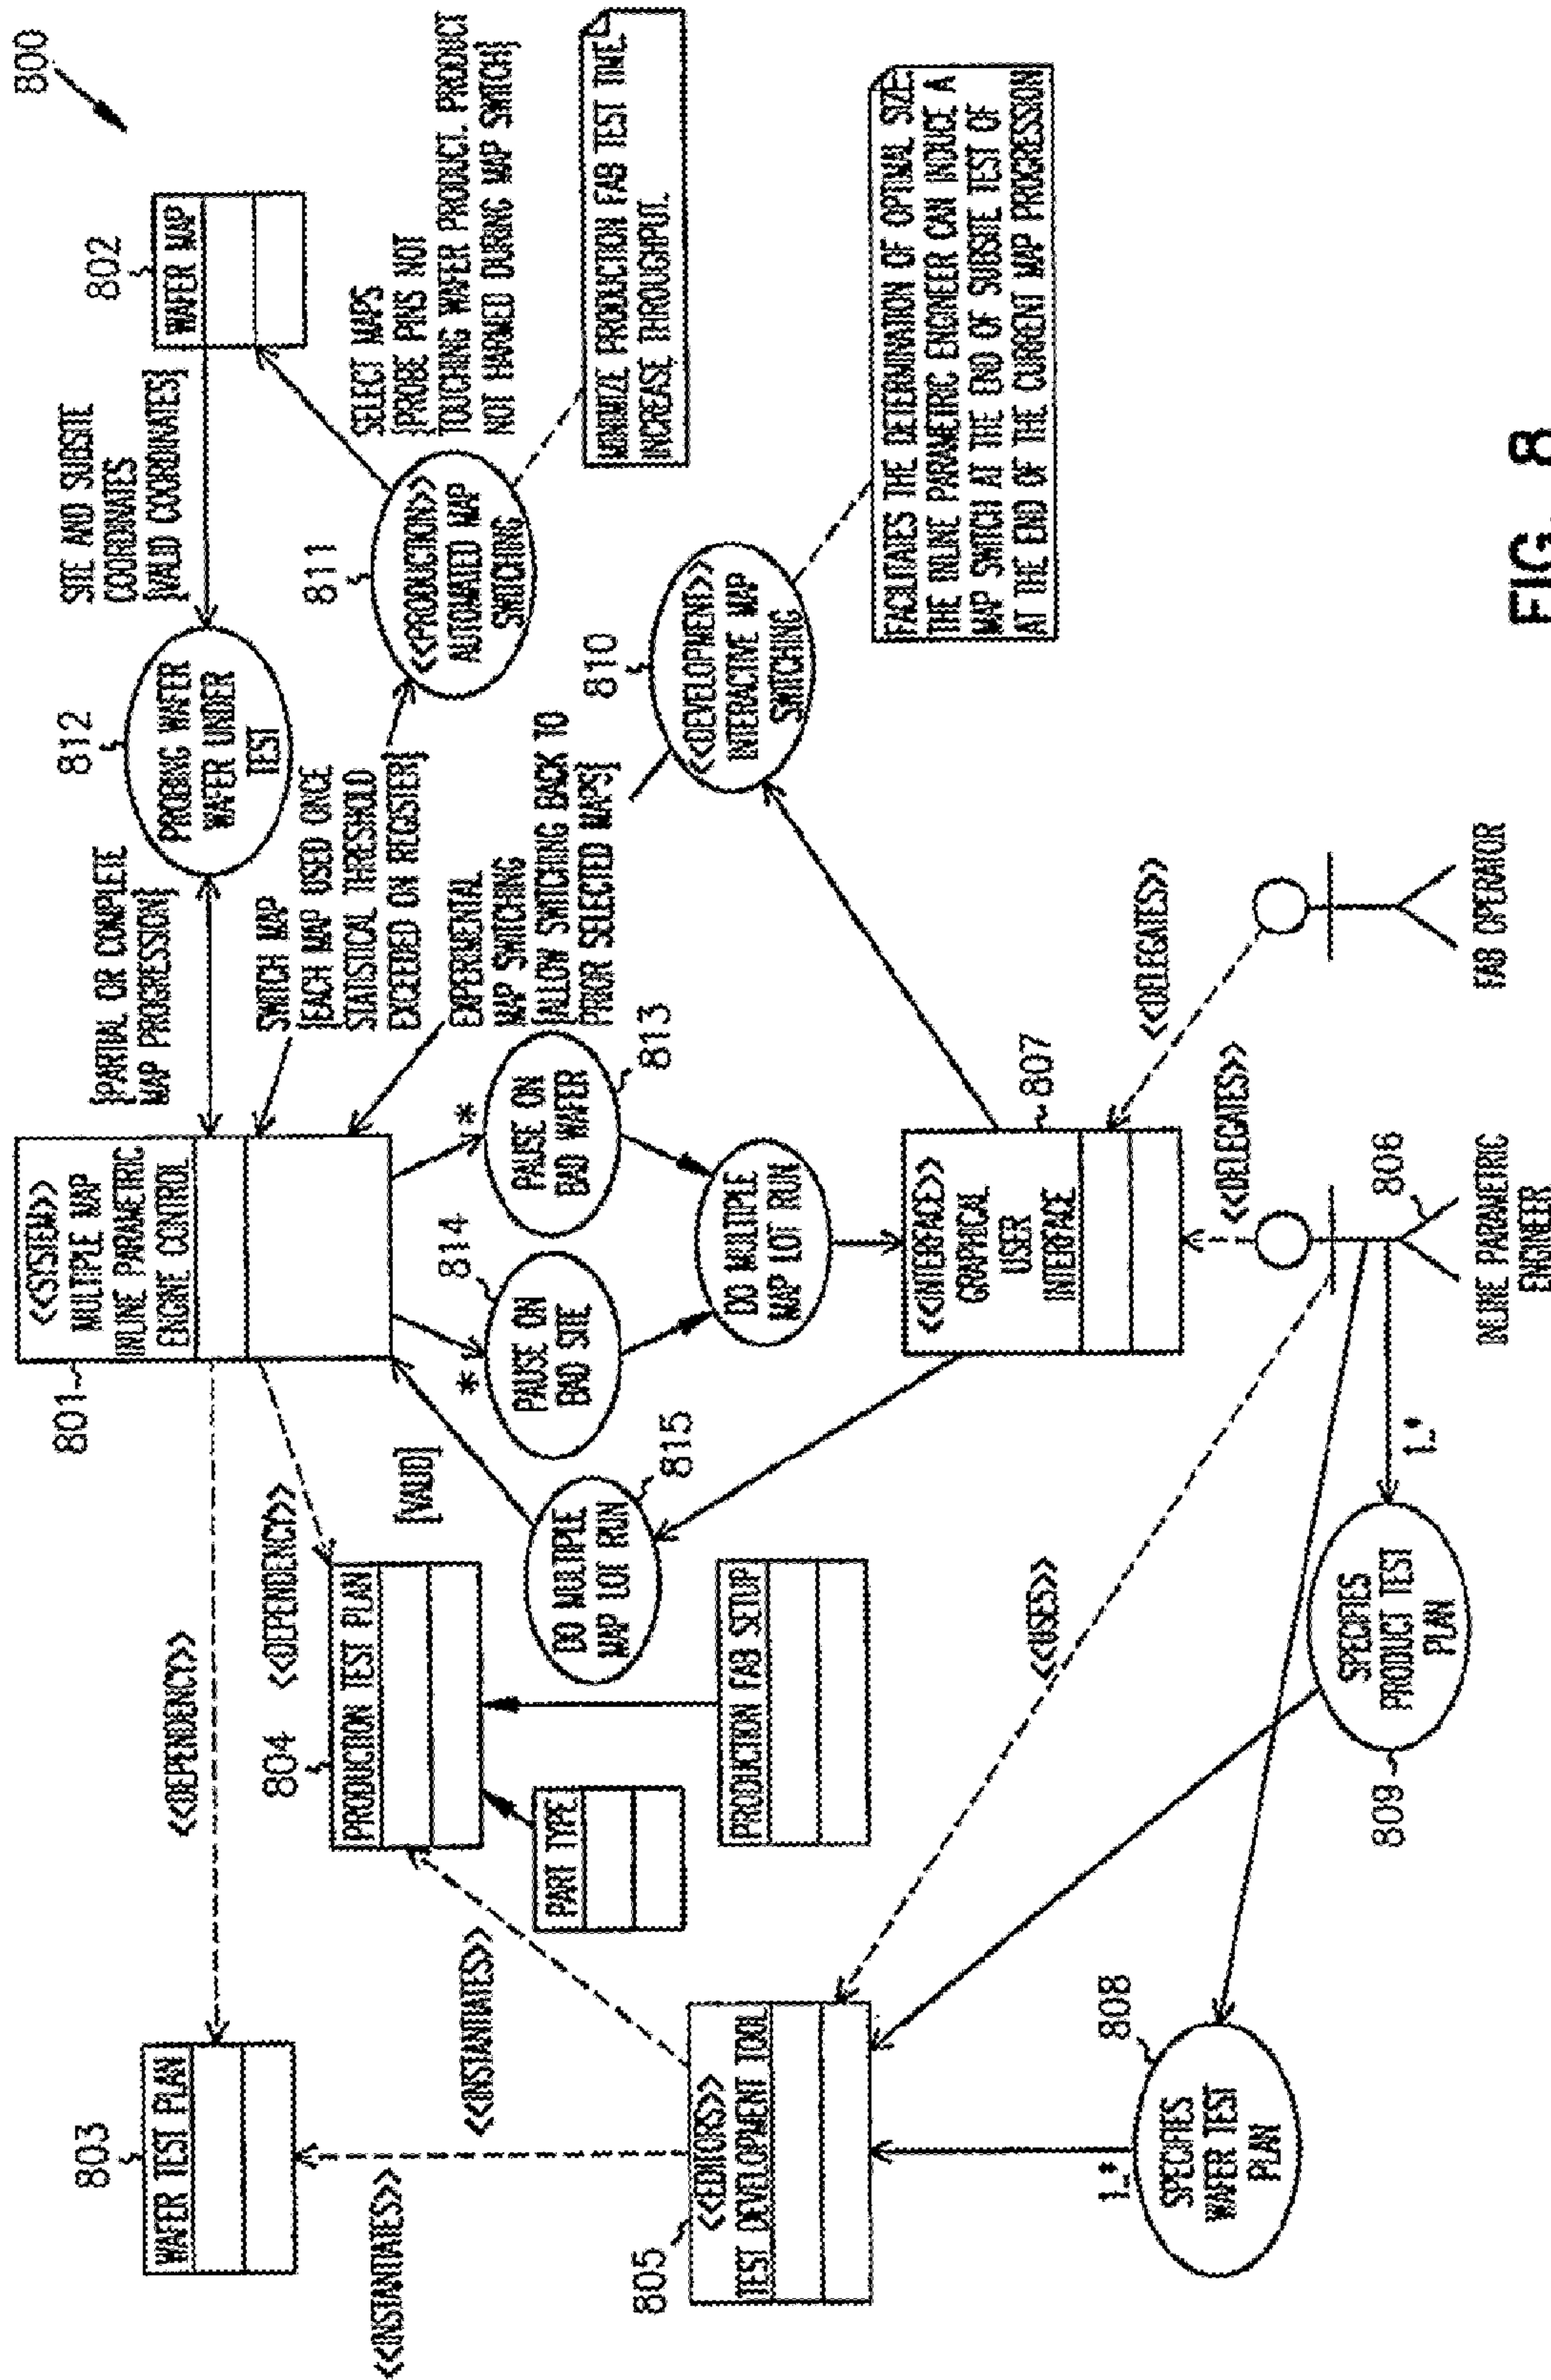 800
803
WAFER TEST PLAN
<<DEPENDENCY>>
801
<<SYSTEM>>
MULTIPLE MAP
INLINE PARAMETRIC
ENGINE CONTROL
[PARTIAL OR COMPLETE
MAP PROGRESSION]
812
PROBING WAFER
WAFER UNDER
TEST
SITE AND SUBSITE
COORDINATES
[VALID COORDINATES]
802
WAFER MAP
<<INSTANTIATES>>
<<INSTANTIATES>>
804
<<DEPENDENCY>>
PRODUCTION TEST PLAN
[VALID]
SWITCH MAP
[EACH MAP USED ONCE
STATISTICAL THRESHOLD
EXCEEDED ON REGISTER]
811
<<PRODUCTION>>
AUTOMATED MAP
SWITCHING
SELECT MAPS
[PROBE PINS NOT
TOUCHING WAFER PRODUCT. PRODUCT
NOT HARMED DURING MAP SWITCH]
PART TYPE
PRODUCTION FAB SETUP
DO MULTIPLE
MAP LOT RUN
815
*
814
PAUSE ON
BAD SITE
*
PAUSE ON
BAD WAFER
813
EXPERIMENTAL
MAP SWITCHING
[ALLOW SWITCHING BACK TO
PRIOR SELECTED MAPS]
810
<<DEVELOPMENT>>
INTERACTIVE MAP
SWITCHING
MINIMIZE PRODUCTION FAB TEST TIME.
INCREASE THROUGHPUT.
DO MULTIPLE
MAP LOT RUN
805
<<EDITORS>>
TEST DEVELOPMENT TOOL
<<USES>>
<<INTERFACE>>
GRAPHICAL
USER
INTERFACE
807
FACILITATES THE DETERMINATION OF OPTIMAL SIZE.
THE INLINE PARAMETRIC ENGINEER CAN INDUCE A
MAP SWITCH AT THE END OF SUBSITE TEST OF
AT THE END OF THE CURRENT MAP PROGRESSION
1..*
808
SPECIFIES
WAFER TEST
PLAN
809
SPECIFIES
PRODUCT TEST
PLAN
1..*
<<DELEGATES>>
<<DELEGATES>>
806
INLINE PARAMETRIC
ENGINEER
FAB OPERATOR
FIG. 8